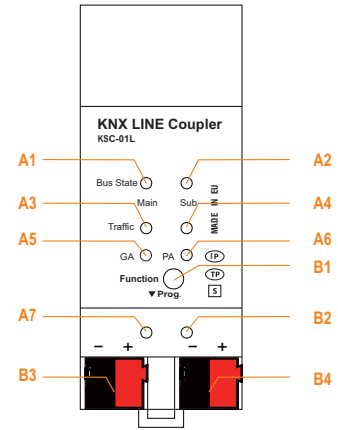 KNX LINE Coupler
KSC-01L
A1
A2
Bus State
Main
Sub
MADE IN EU
A3
A4
Traffic
A5
A6
GA
PA
IP
B1
Function
TP
▼Prog.
S
A7
B2
− +
− +
B3
B4